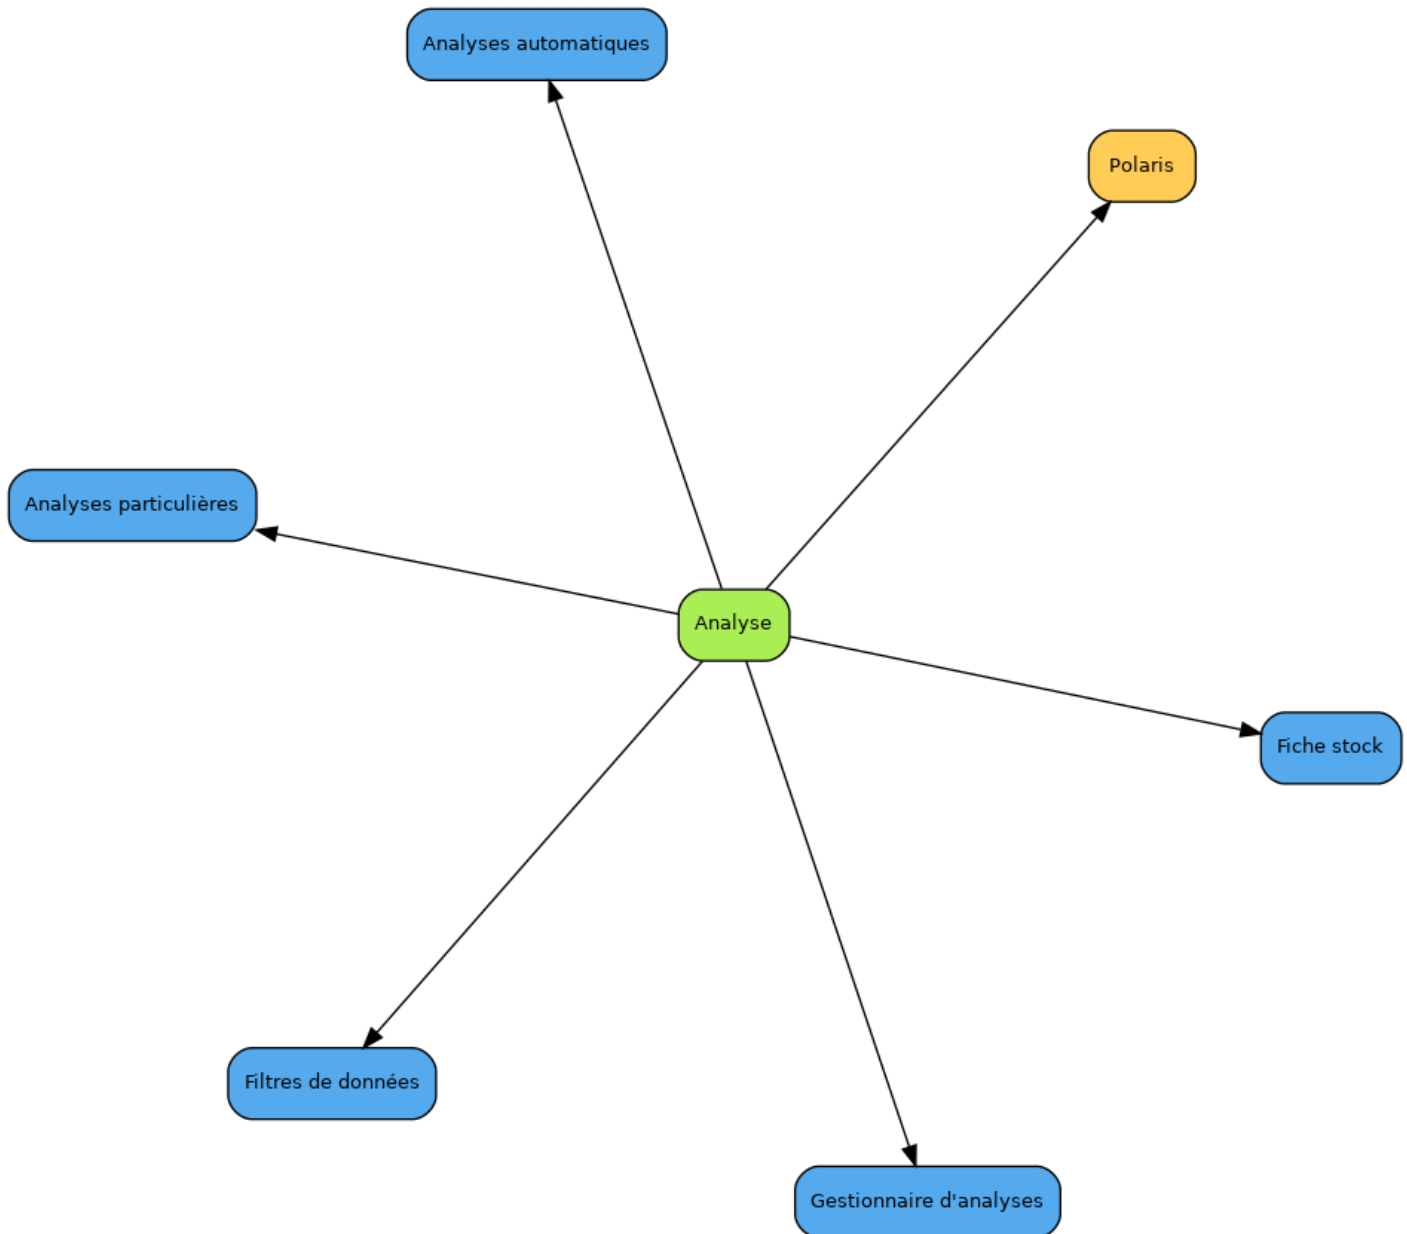 Analyses automatiques
Polaris
Analyses particulières
Analyse
Fiche stock
Filtres de données
Gestionnaire d'analyses